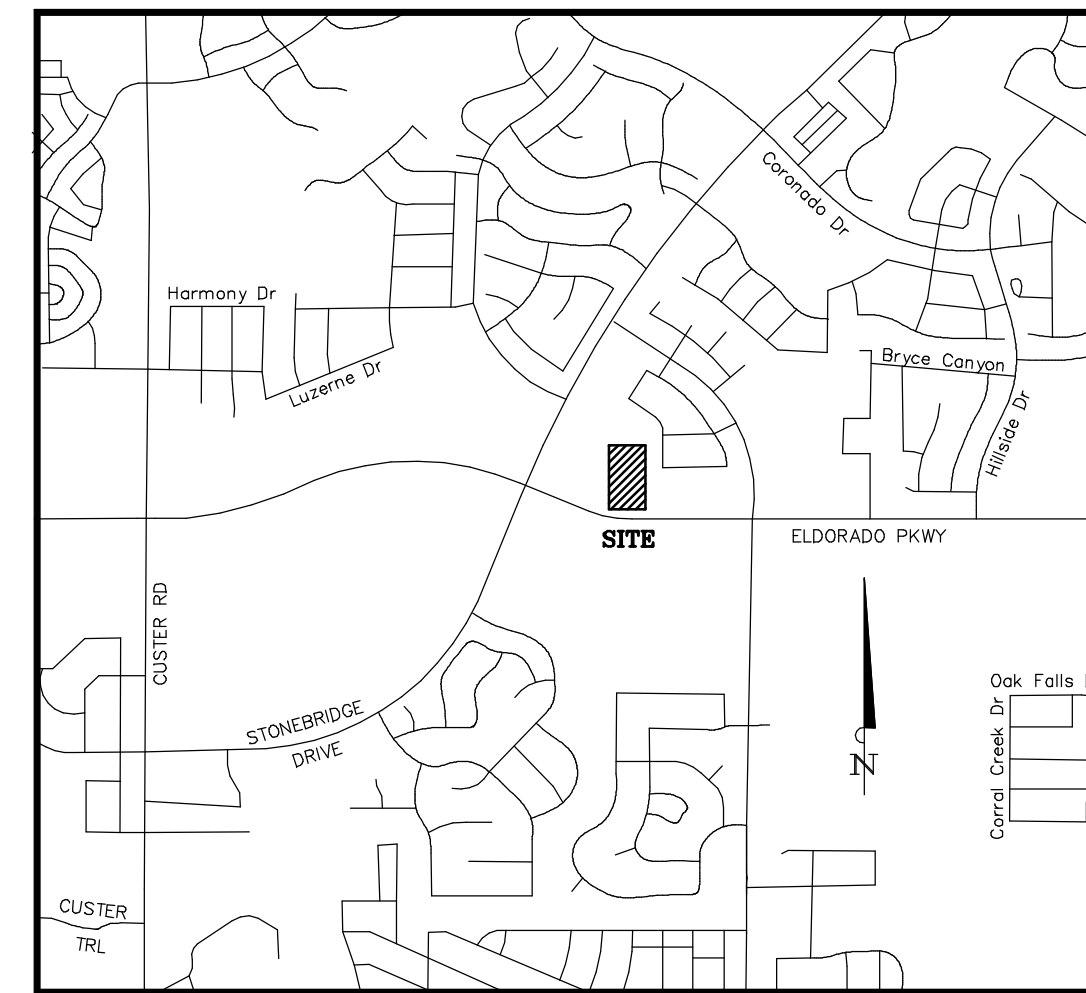 Coronado Dr
Harmony Dr
Luzerne Dr
Bryce Canyon
Hillside Dr
SITE
ELDORADO PKWY
CUSTER RD
STONEBRIDGE
DRIVE
N
Oak Falls
Corral Creek Dr
CUSTER
TRL